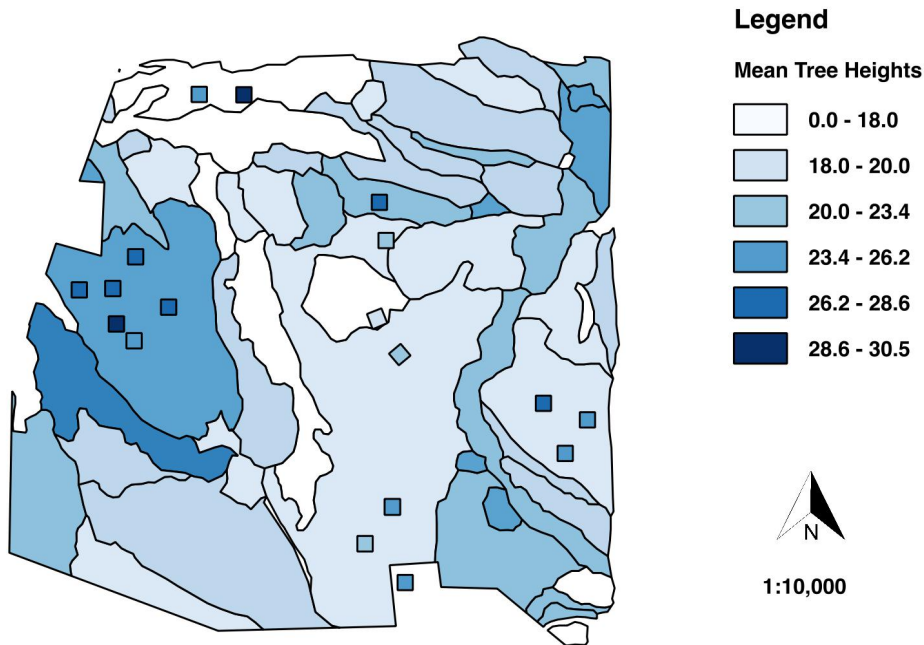 Legend
Mean Tree Heights
0.0 - 18.0
18.0 - 20.0
20.0 - 23.4
23.4 - 26.2
26.2 - 28.6
28.6 - 30.5
N
1:10,000